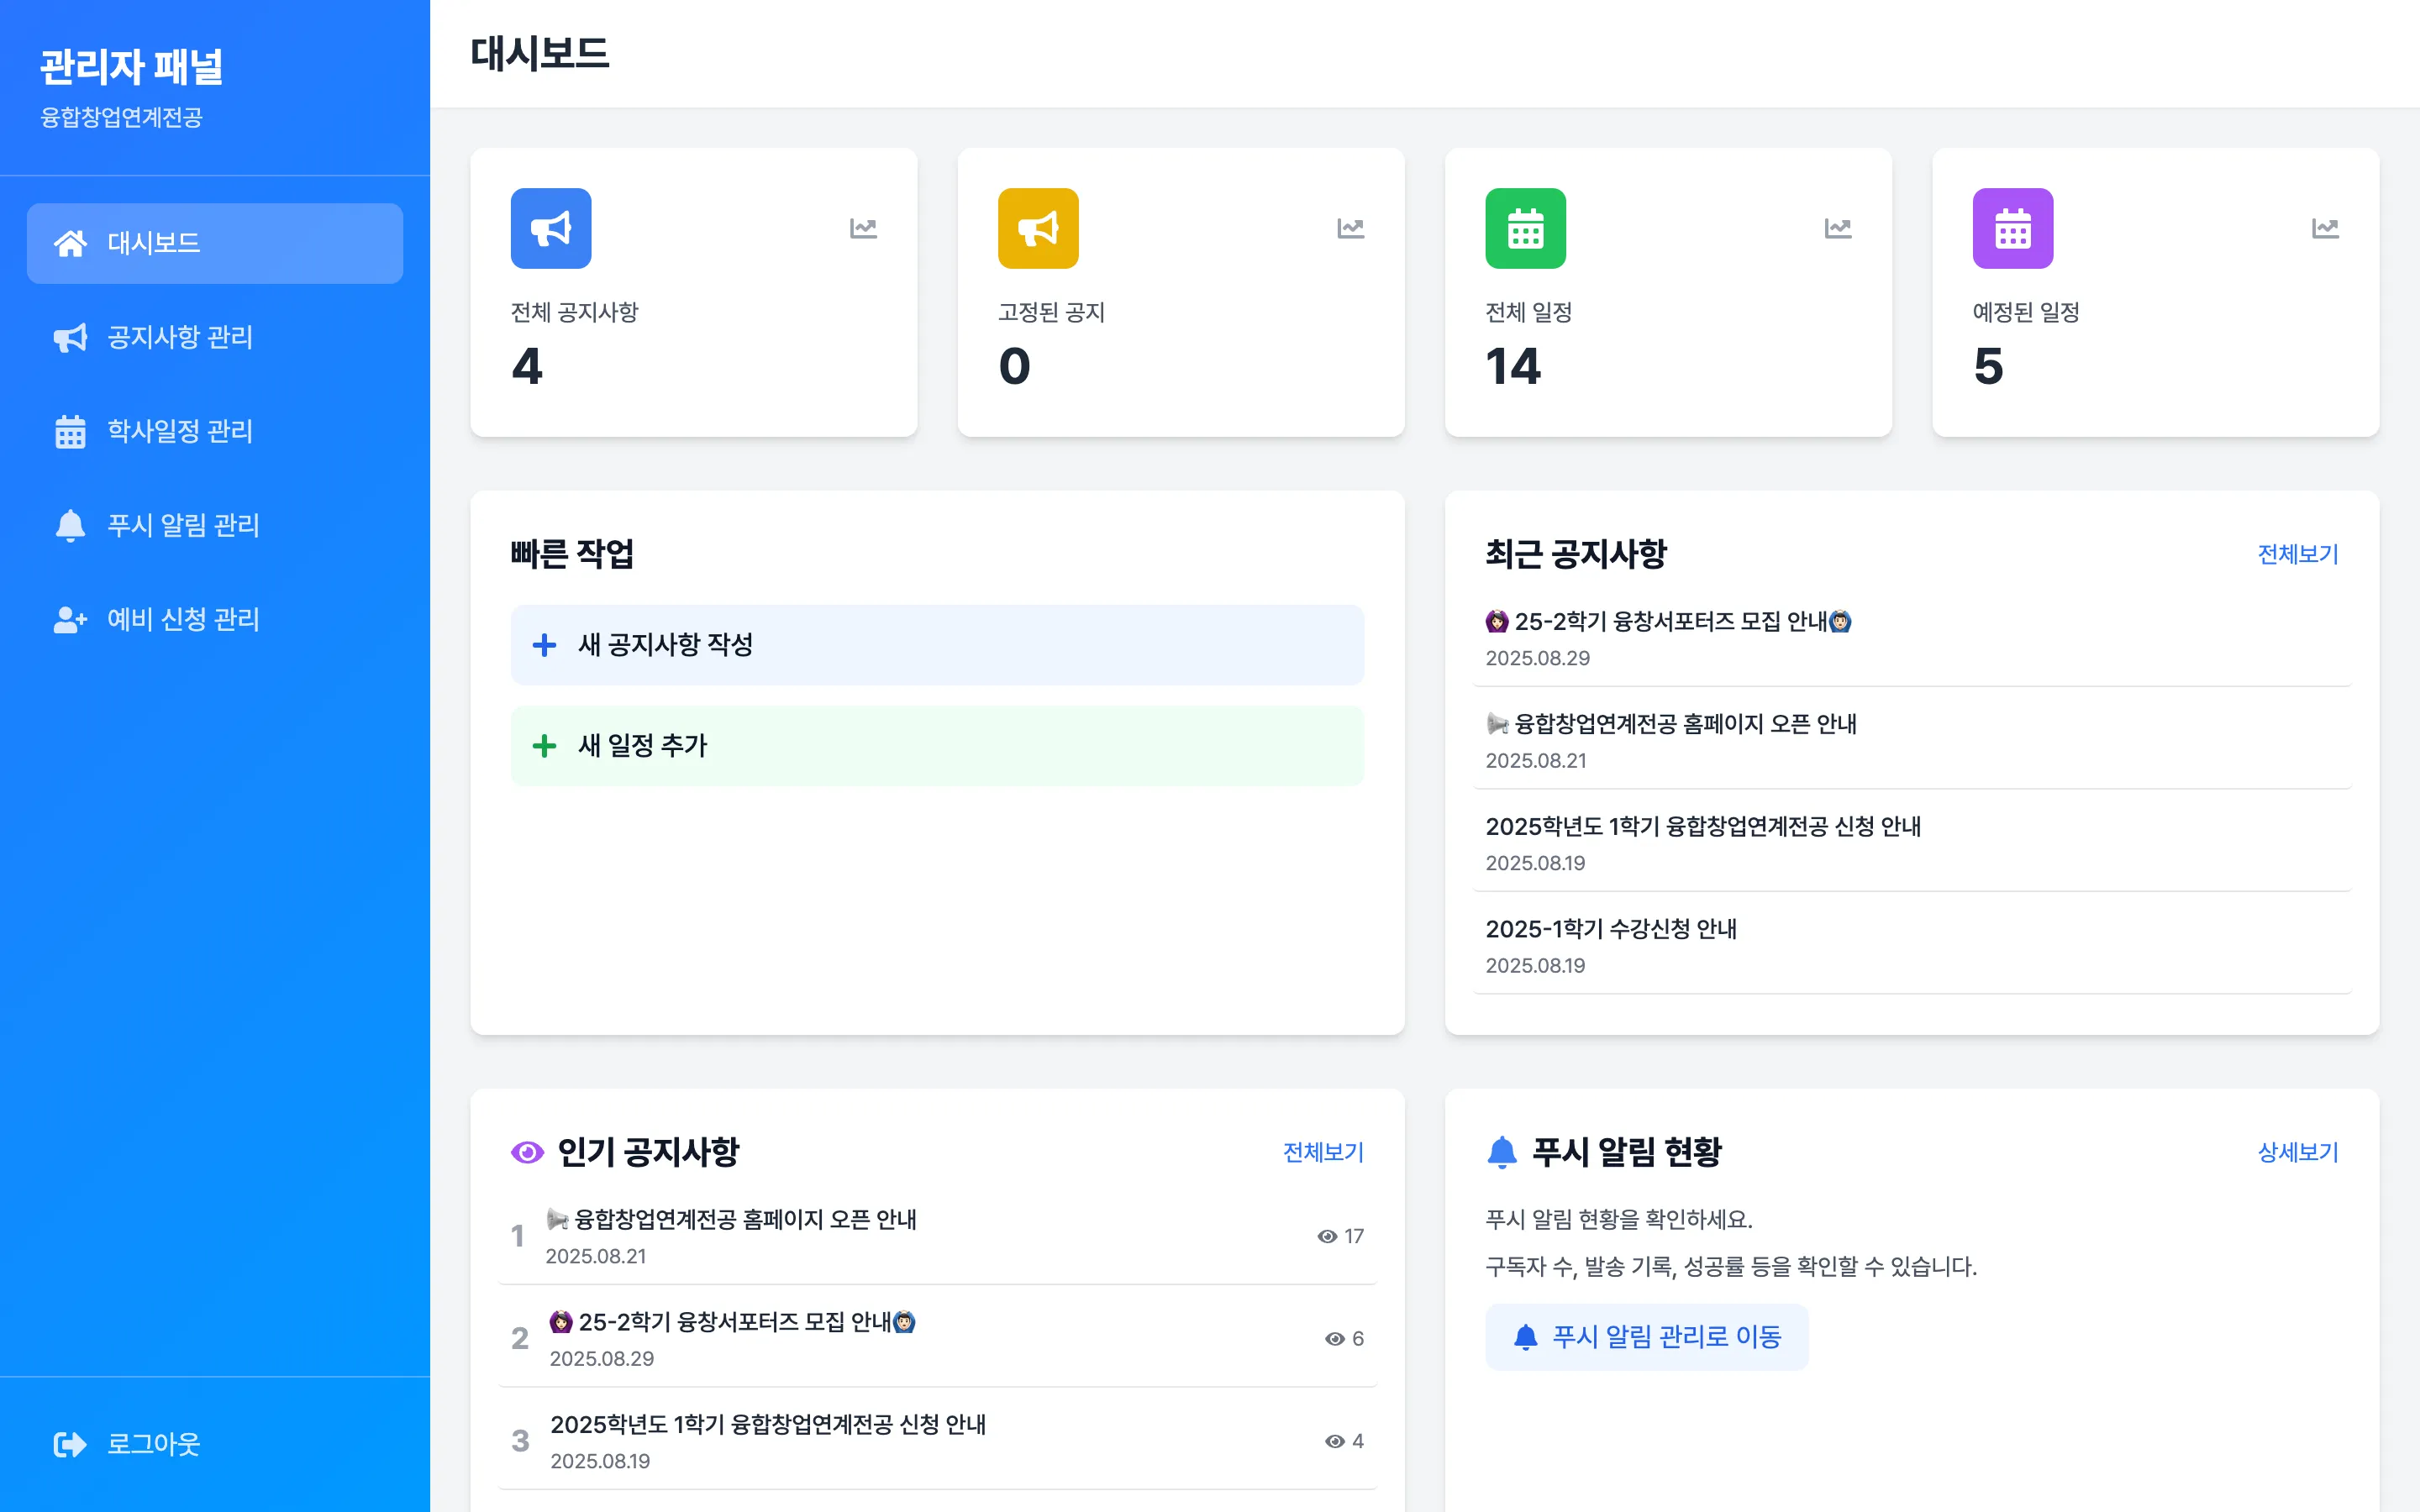 관리자 패널
융합창업연계전공
대시보드
공지사항 관리
학사일정 관리
푸시 알림 관리
예비 신청 관리
로그아웃
대시보드
전체 공지사항
4
고정된 공지
0
전체 일정
14
예정된 일정
5
빠른 작업
새 공지사항 작성
새 일정 추가
최근 공지사항
전체보기
🙆🏻‍♀️ 25-2학기 융창서포터즈 모집 안내🙆🏻‍♂️
2025.08.29
📢 융합창업연계전공 홈페이지 오픈 안내
2025.08.21
2025학년도 1학기 융합창업연계전공 신청 안내
2025.08.19
2025-1학기 수강신청 안내
2025.08.19
인기 공지사항
전체보기
1
📢 융합창업연계전공 홈페이지 오픈 안내
2025.08.21
17
2
🙆🏻‍♀️ 25-2학기 융창서포터즈 모집 안내🙆🏻‍♂️
2025.08.29
6
3
2025학년도 1학기 융합창업연계전공 신청 안내
2025.08.19
4
푸시 알림 현황
상세보기
푸시 알림 현황을 확인하세요.
구독자 수, 발송 기록, 성공률 등을 확인할 수 있습니다.
푸시 알림 관리로 이동